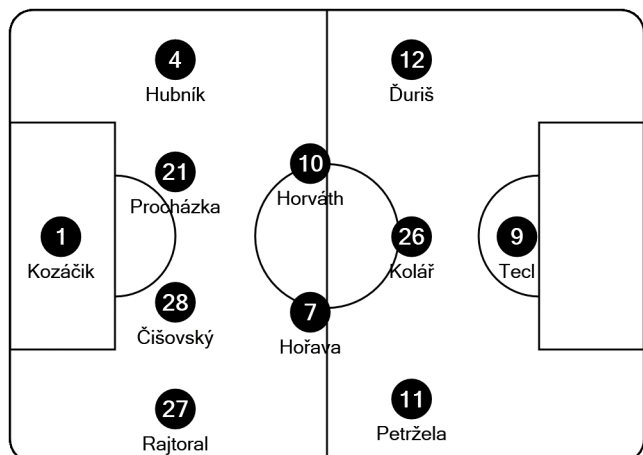 4
Hubník
12
Ďuriš
21
Procházka
10
Horváth
1
Kozáčik
26
Kolář
9
Tecl
28
Čišovský
7
Hořava
27
Rajtoral
11
Petržela